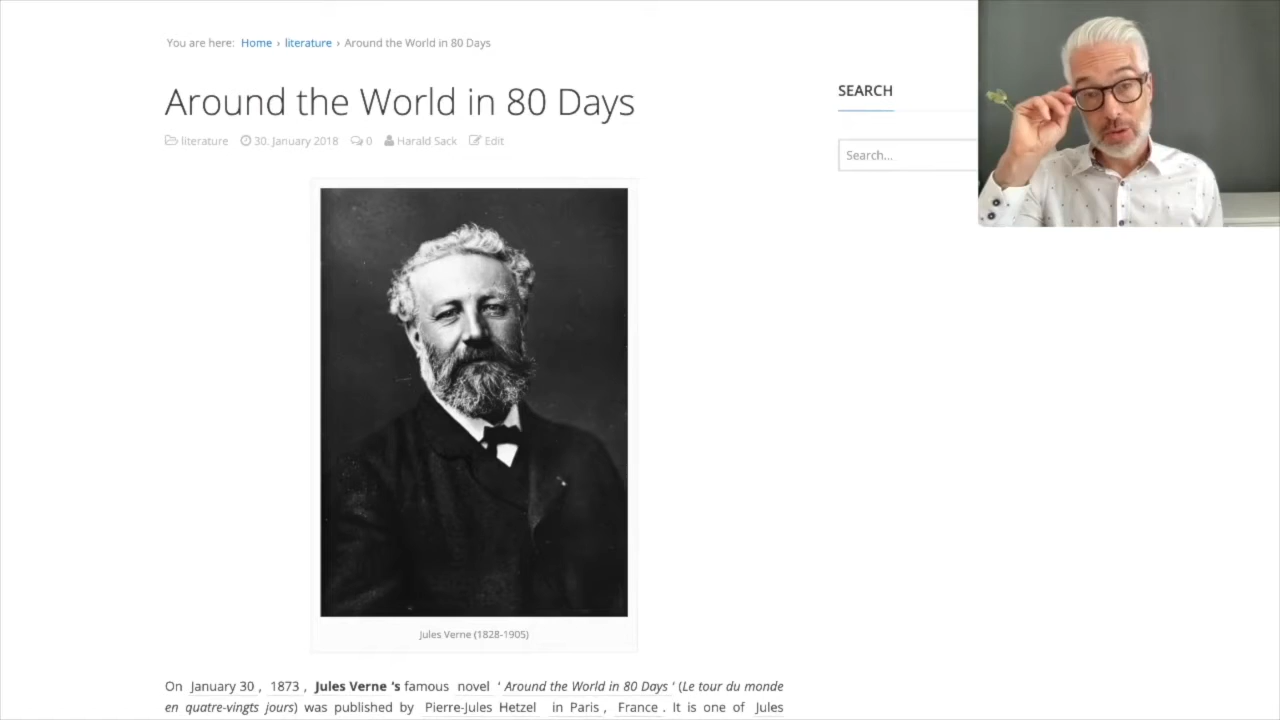 You are here: Home › literature › Around the World in 80 Days
Around the World in 80 Days
literature 30. January 2018 0 Harald Sack Edit
SEARCH
Search...
Jules Verne (1828-1905)
On January 30 , 1873 , Jules Verne 's famous novel ' Around the World in 80 Days ' (Le tour du monde
en quatre-vingts jours) was published by Pierre-Jules Hetzel in Paris , France . It is one of Jules